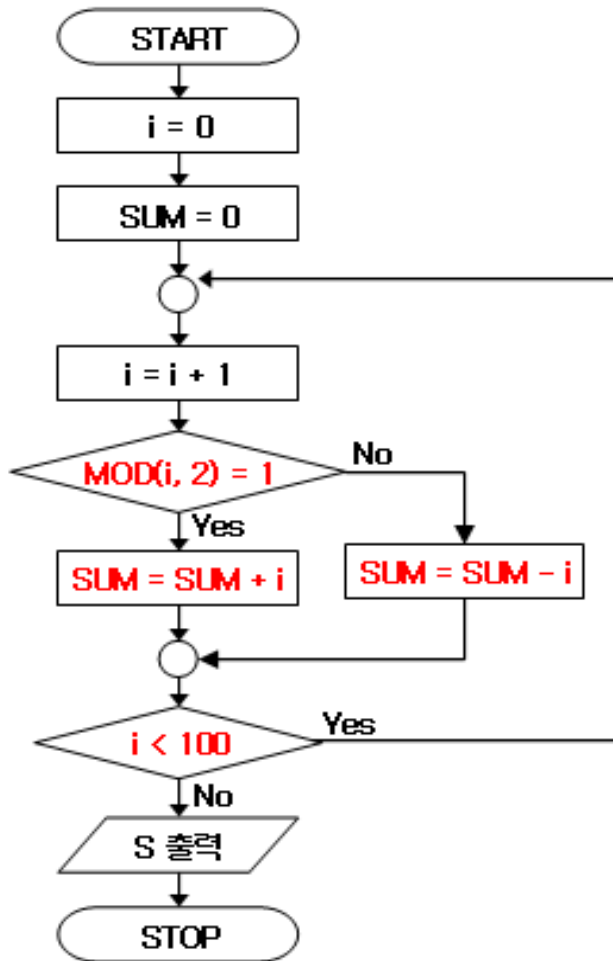 START
i = 0
SUM = 0
i = i + 1
MOD(i, 2) = 1
No
Yes
SUM = SUM + i
SUM = SUM - i
i < 100
Yes
No
S 출력
STOP